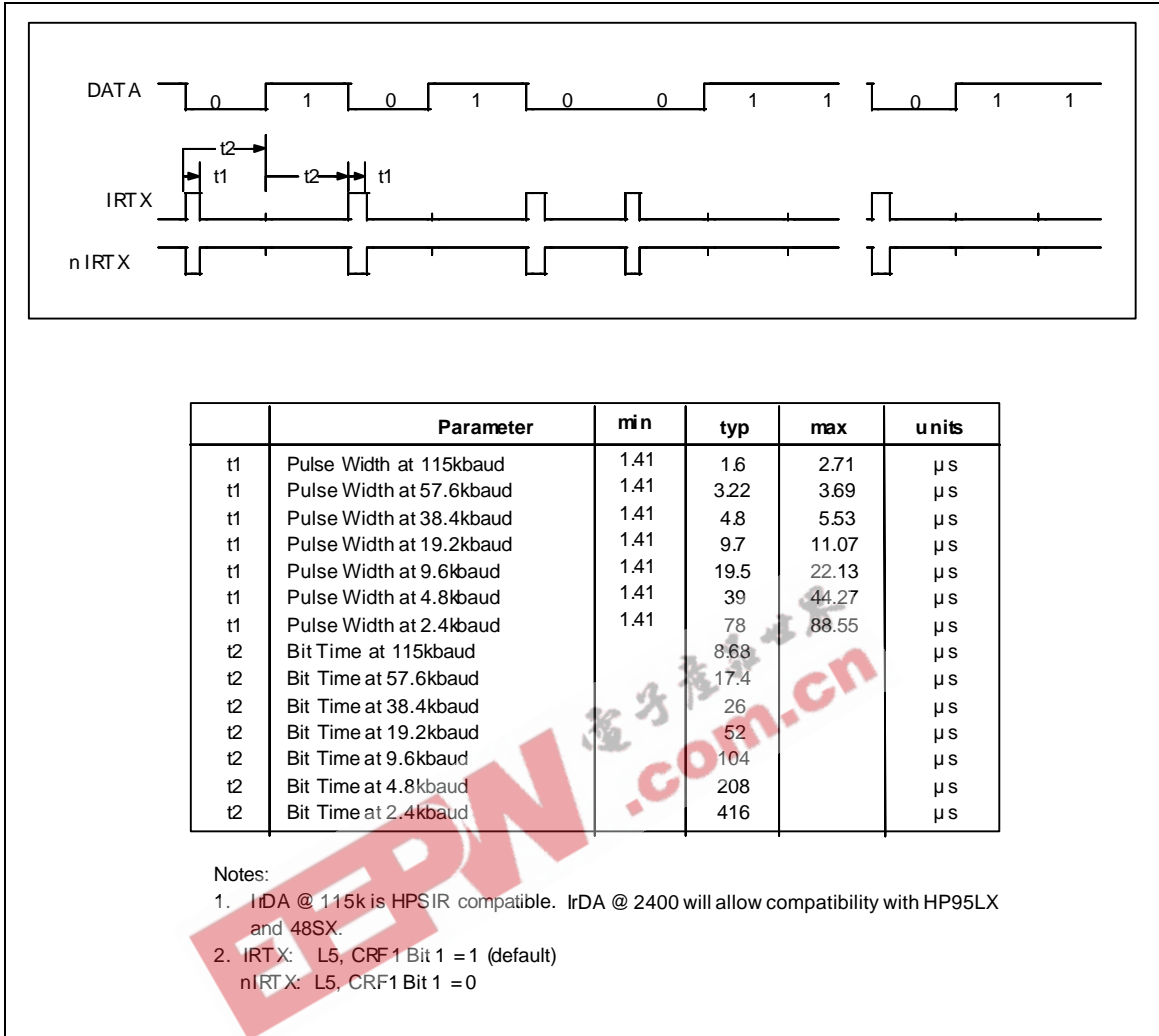 DATA
0 1 0 1 0 0 1 1 0 1 1
t2
t1 t2 t1
IRTX
nIRTX
Parameter min typ max units
t1 Pulse Width at 115kbaud 1.41 1.6 2.71 µs
t1 Pulse Width at 57.6kbaud 1.41 3.22 3.69 µs
t1 Pulse Width at 38.4kbaud 1.41 4.8 5.53 µs
t1 Pulse Width at 19.2kbaud 1.41 9.7 11.07 µs
t1 Pulse Width at 9.6kbaud 1.41 19.5 22.13 µs
t1 Pulse Width at 4.8kbaud 1.41 39 44.27 µs
t1 Pulse Width at 2.4kbaud 1.41 78 88.55 µs
t2 Bit Time at 115kbaud 8.68 µs
t2 Bit Time at 57.6kbaud 17.4 µs
t2 Bit Time at 38.4kbaud 26 µs
t2 Bit Time at 19.2kbaud 52 µs
t2 Bit Time at 9.6kbaud 104 µs
t2 Bit Time at 4.8kbaud 208 µs
t2 Bit Time at 2.4kbaud 416 µs
Notes:
1. IrDA @ 115k is HPSIR compatible. IrDA @ 2400 will allow compatibility with HP95LX
and 48SX.
2. IRTX: L5, CRF1 Bit 1 = 1 (default)
nIRTX: L5, CRF1 Bit 1 = 0
EEPW 電子產品世界
.com.cn